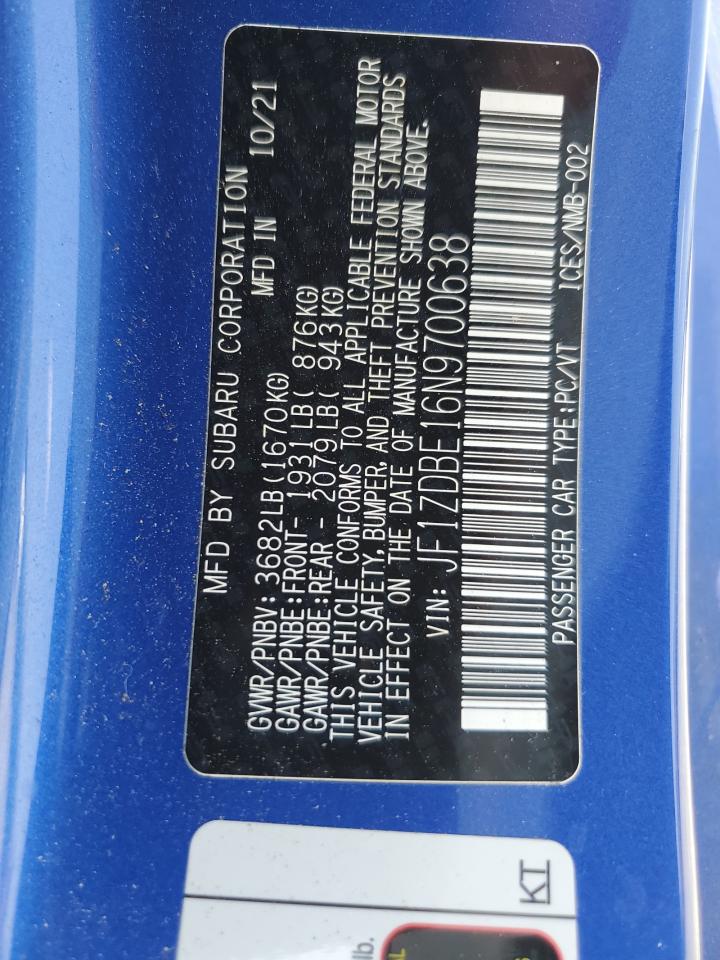 MFD BY SUBARU CORPORATION
MFD IN 10/21
GVWR/PNBV: 3682LB(1670KG)
GAWR/PNBE:FRONT- 1931LB( 876KG)
GAWR/PNBE:REAR - 2079LB( 943KG)
THIS VEHICLE CONFORMS TO ALL APPLICABLE FEDERAL MOTOR
VEHICLE SAFETY, BUMPER, AND THEFT PREVENTION STANDARDS
IN EFFECT ON THE DATE OF MANUFACTURE SHOWN ABOVE.
VIN: JF1ZDBE16N9700638
PASSENGER CAR TYPE:PC/VT ICES/NMB-002
KI
lb.